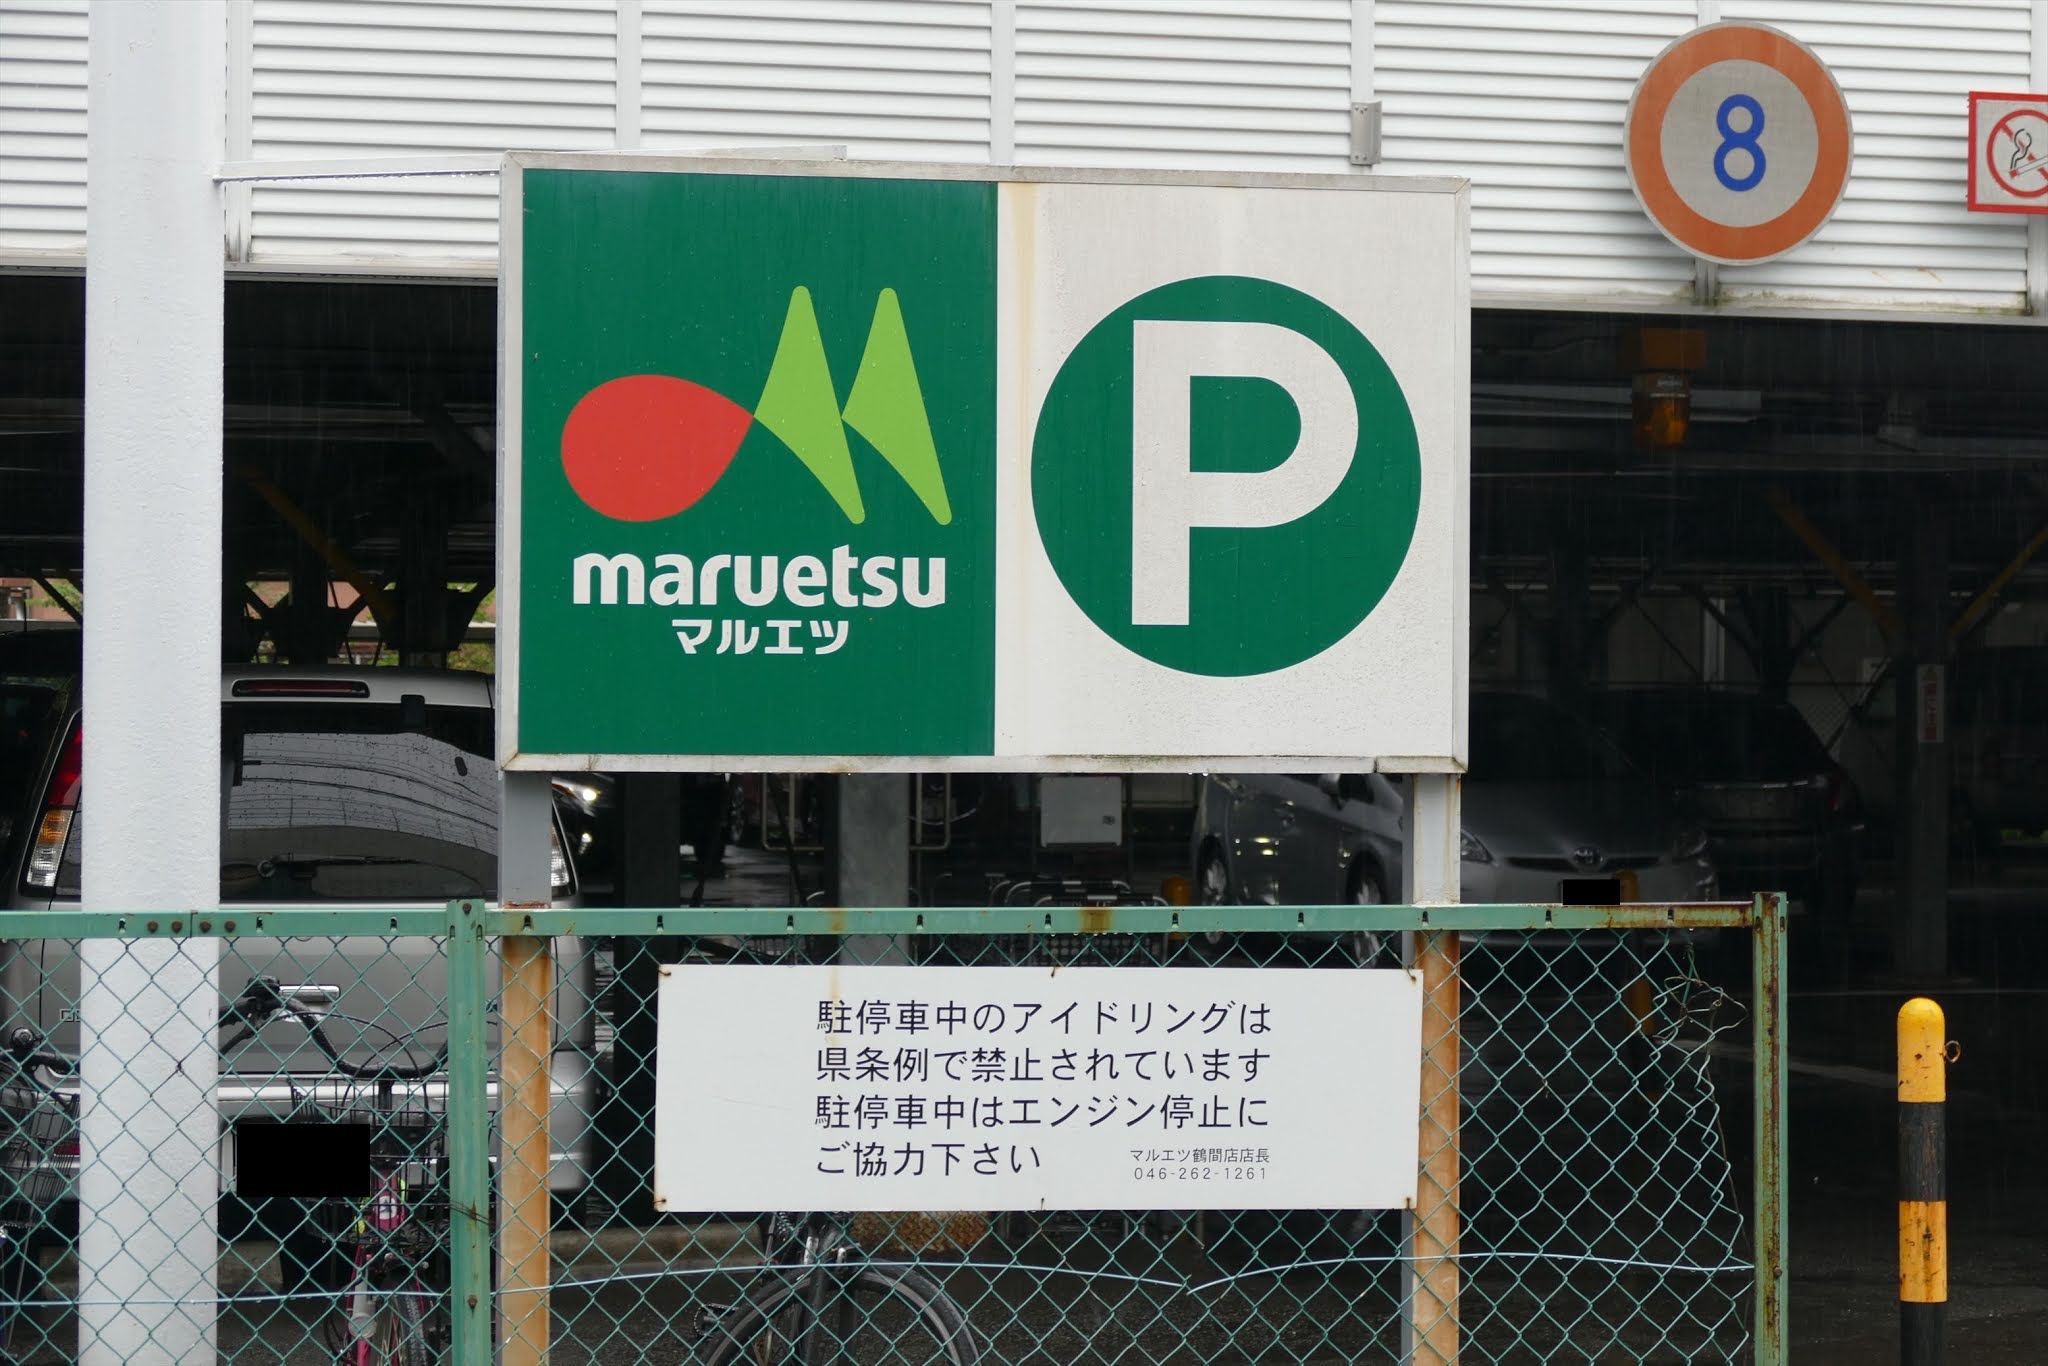 8
maruetsu
マルエツ
P
駐停車中のアイドリングは
県条例で禁止されています
駐停車中はエンジン停止に
ご協力下さい
マルエツ鶴間店店長
046-262-1261